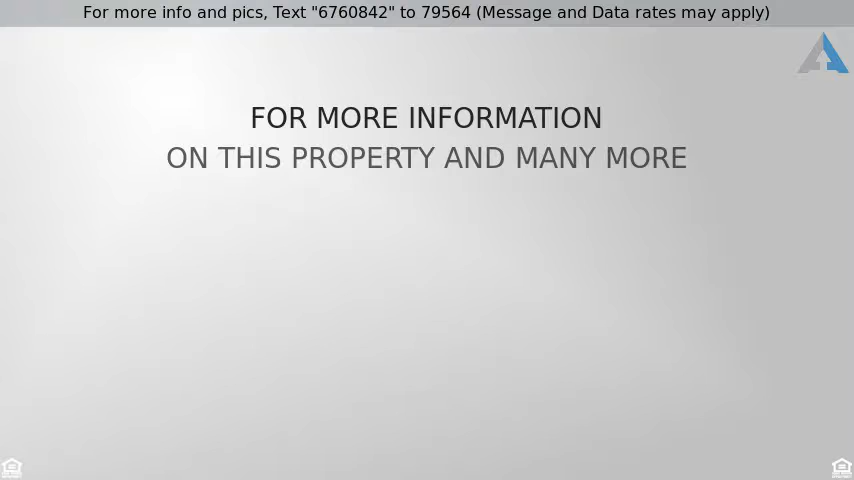 For more info and pics, Text "6760842" to 79564 (Message and Data rates may apply)
FOR MORE INFORMATION
ON THIS PROPERTY AND MANY MORE